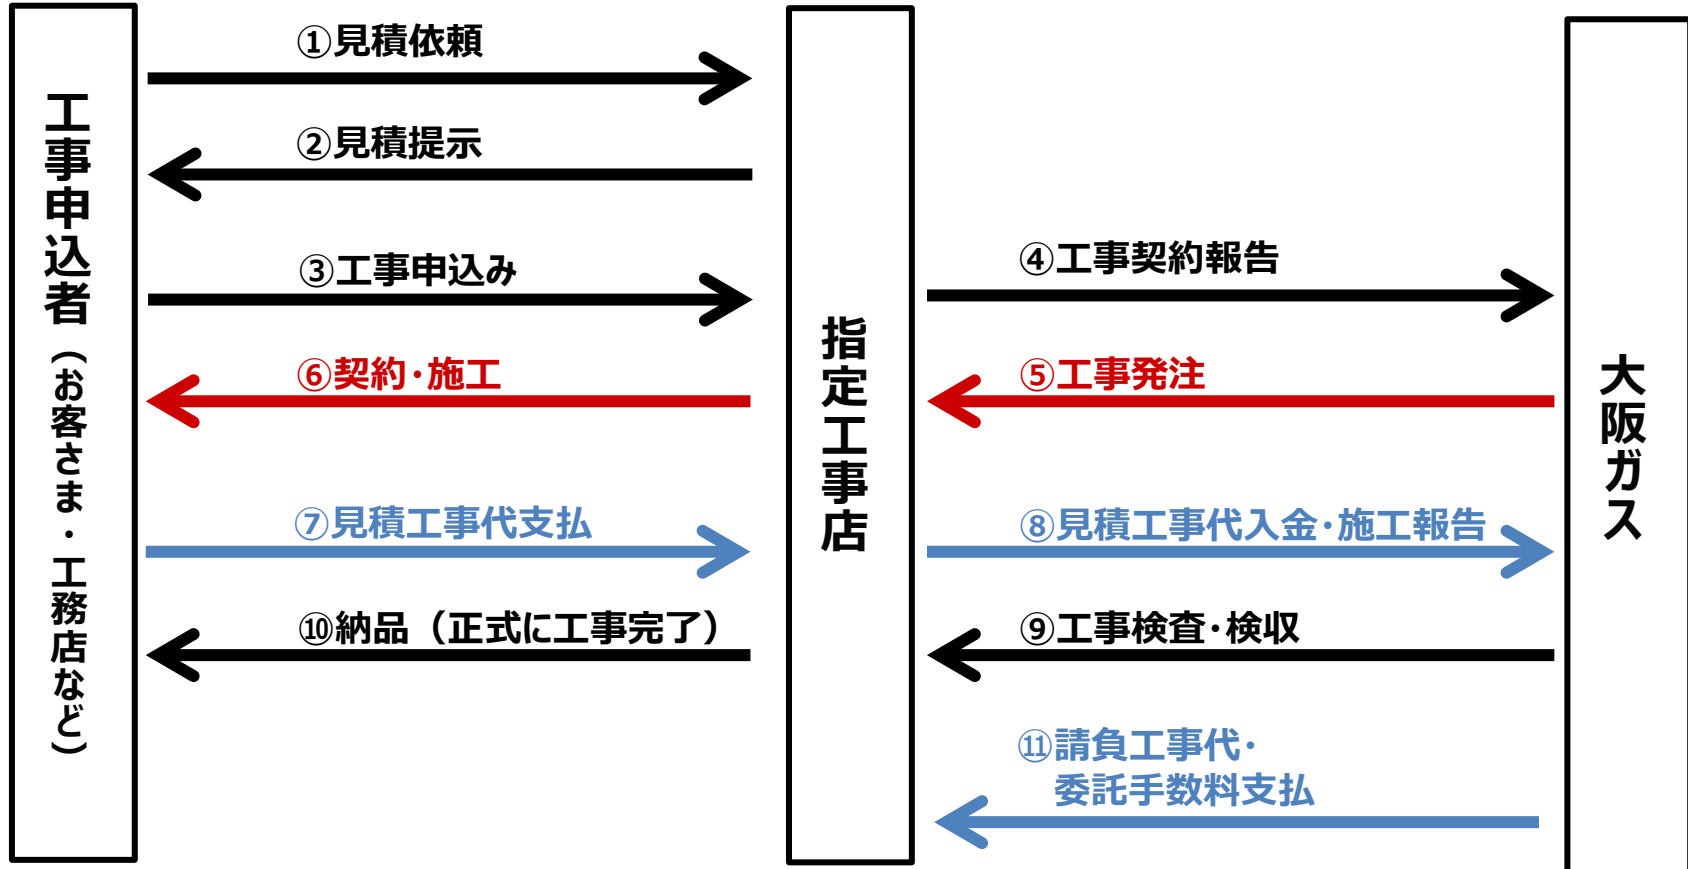 工事申込者（お客さま・工務店など）
①見積依頼
②見積提示
③工事申込み
⑥契約・施工
⑦見積工事代支払
⑩納品（正式に工事完了）
指定工事店
④工事契約報告
⑤工事発注
⑧見積工事代入金・施工報告
⑨工事検査・検収
⑪請負工事代・
委託手数料支払
大阪ガス